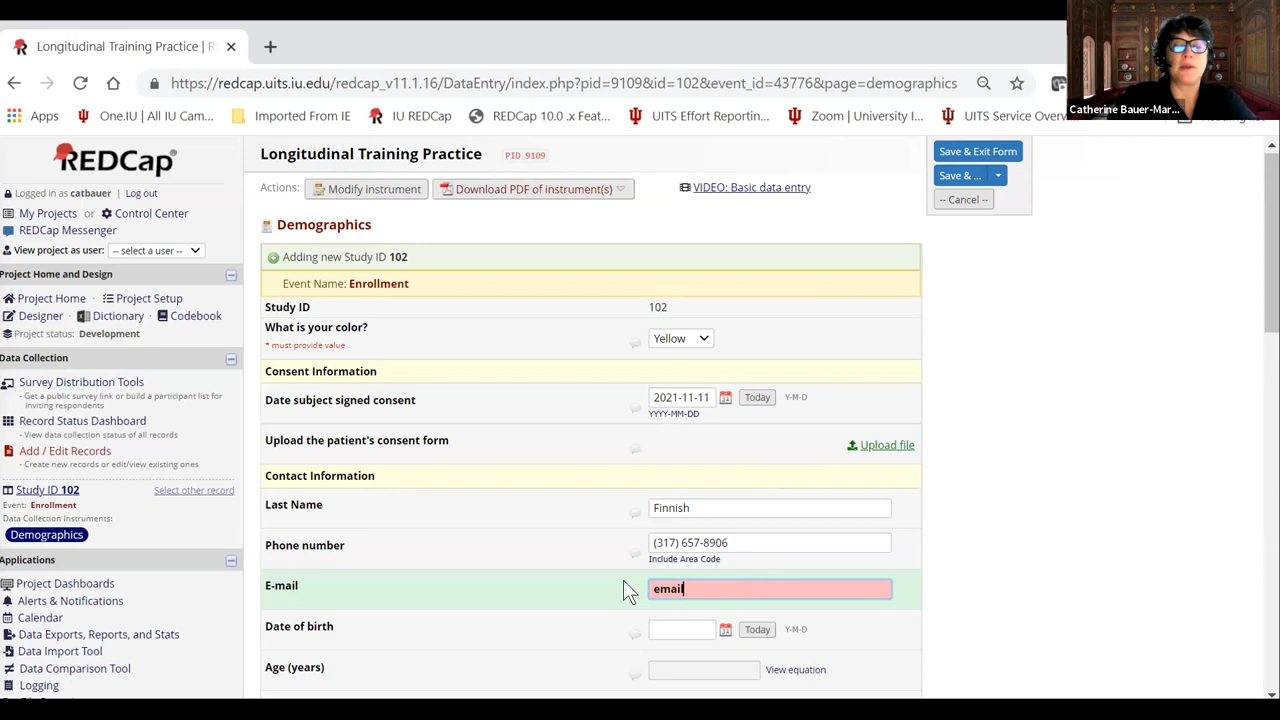 Longitudinal Training Practice | R
https://redcap.uits.iu.edu/redcap_v11.1.16/DataEntry/index.php?pid=9109&id=102&event_id=43776&page=demographics
Catherine Bauer-Mar...
Apps One.IU | All IU Cam... Imported From IE IU REDCap REDCap 10.0 .x Feat... UITS Effort Reportin... Zoom | University I... UITS Service Ov
REDCap
Logged in as catbauer | Log out
My Projects or Control Center
REDCap Messenger
View project as user: -- select a user --
Project Home and Design
Project Home · Project Setup
Designer · Dictionary · Codebook
Project status: Development
Data Collection
Survey Distribution Tools
- Get a public survey link or build a participant list for
inviting respondents
Record Status Dashboard
- View data collection status of all records
Add / Edit Records
- Create new records or edit/view existing ones
Study ID 102 Select other record
Event: Enrollment
Data Collection Instruments:
Demographics
Applications
Project Dashboards
Alerts & Notifications
Calendar
Data Exports, Reports, and Stats
Data Import Tool
Data Comparison Tool
Logging
Longitudinal Training Practice PID 9109
Actions: Modify instrument Download PDF of instrument(s) VIDEO: Basic data entry
Demographics
Adding new Study ID 102
Event Name: Enrollment
Study ID 102
What is your color? Yellow
* must provide value
Consent Information
Date subject signed consent 2021-11-11 31 Today Y-M-D
YYYY-MM-DD
Upload the patient's consent form Upload file
Contact Information
Last Name Finnish
Phone number (317) 657-8906
Include Area Code
E-mail email
Date of birth 31 Today Y-M-D
Age (years) View equation
Save & Exit Form
Save & ...
-- Cancel --